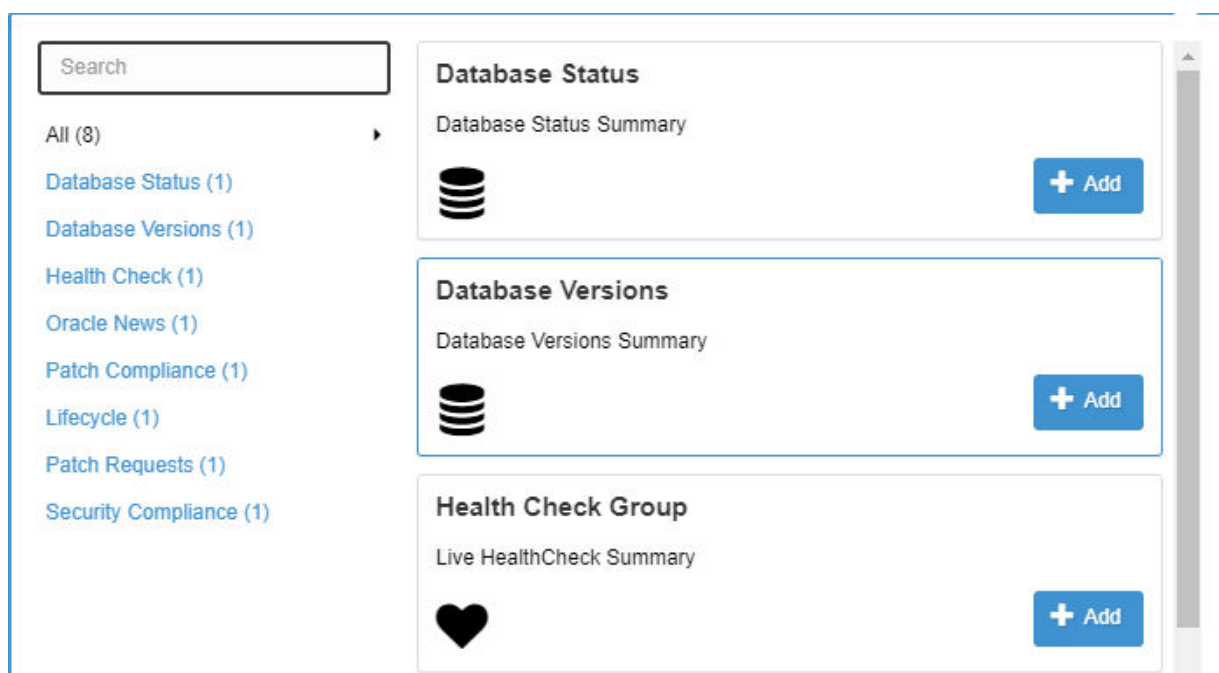 Search
All (8)
Database Status (1)
Database Versions (1)
Health Check (1)
Oracle News (1)
Patch Compliance (1)
Lifecycle (1)
Patch Requests (1)
Security Compliance (1)
Database Status
Database Status Summary
Add
Database Versions
Database Versions Summary
Add
Health Check Group
Live HealthCheck Summary
Add